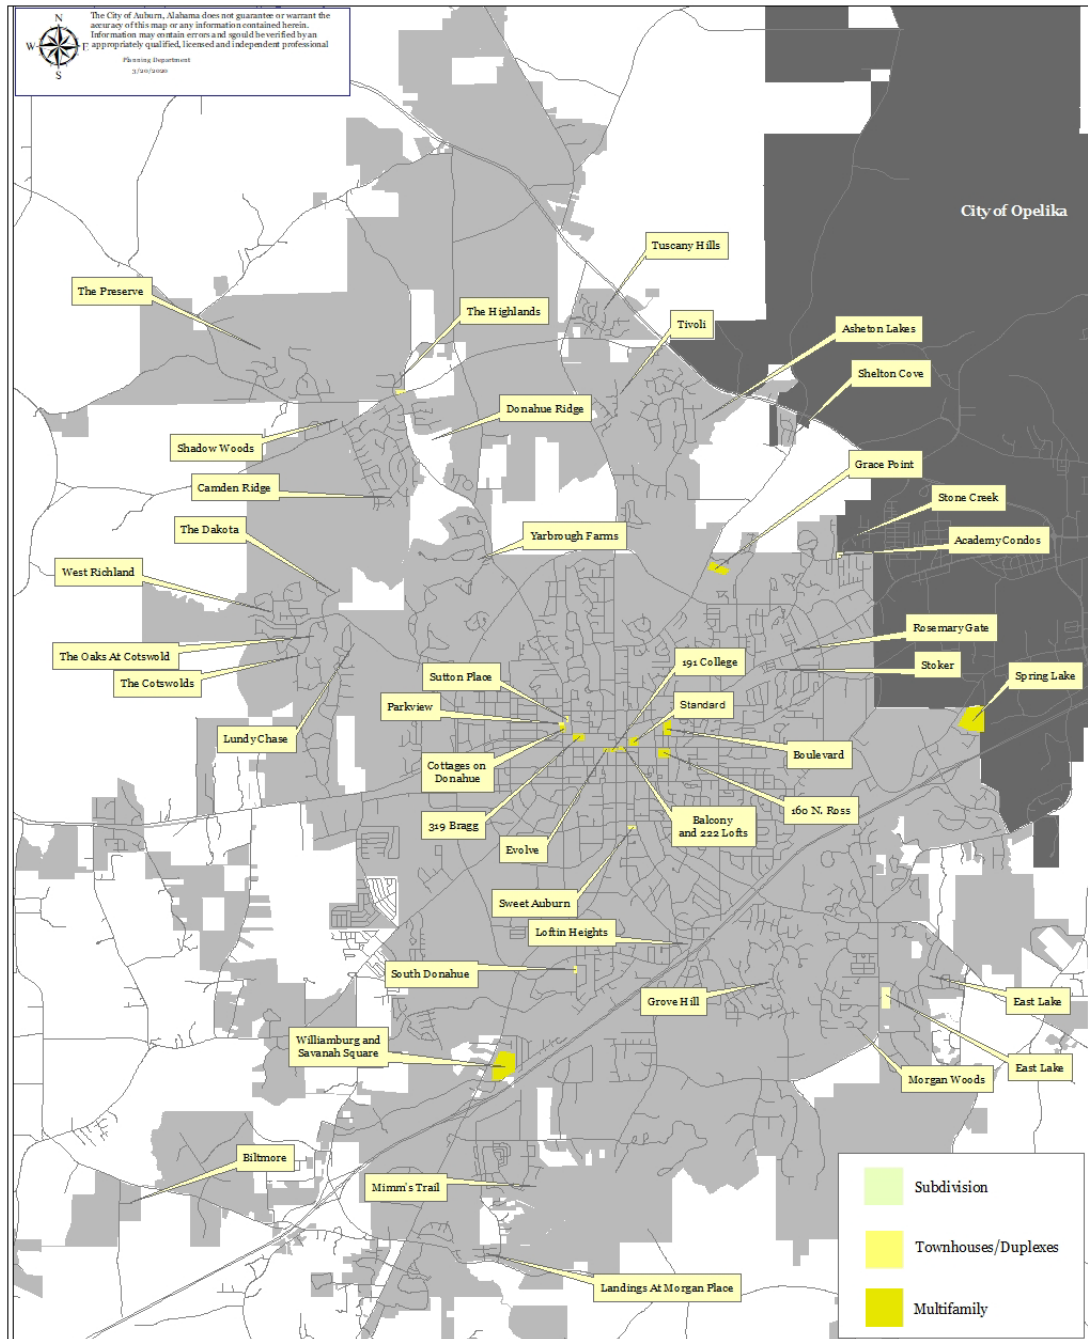 The City of Auburn, Alabama does not guarantee or warrant the
accuracy of this map or any information contained herein.
Information may contain errors and sgould be verified by an
appropriately qualified, licensed and independent professional
Planning Department
3/20/2020
N
W
E
S
City of Opelika
Tuscany Hills
The Preserve
The Highlands
Tivoli
Asheton Lakes
Shelton Cove
Donahue Ridge
Shadow Woods
Grace Point
Camden Ridge
Stone Creek
The Dakota
Yarbrough Farms
Academy Condos
West Richland
Rosemary Gate
The Oaks At Cotswold
191 College
Stoker
Sutton Place
Spring Lake
The Cotswolds
Parkview
Standard
Lundy Chase
Boulevard
Cottages on
Donahue
160 N. Ross
319 Bragg
Balcony
and 222 Lofts
Evolve
Sweet Auburn
Loftin Heights
South Donahue
Grove Hill
East Lake
Williamburg and
Savanah Square
East Lake
Morgan Woods
Biltmore
Mimm's Trail
Subdivision
Townhouses/Duplexes
Landings At Morgan Place
Multifamily